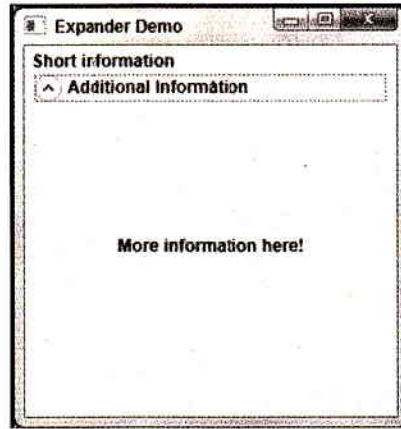 Expander Demo
Short information
Additional Information
More information here!